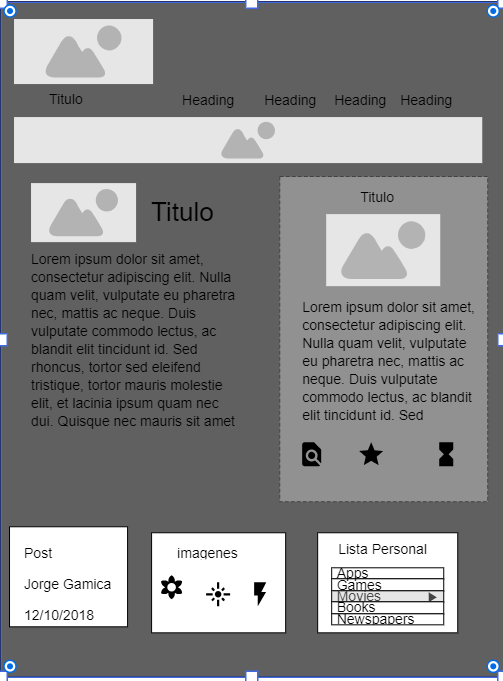 Titulo
Heading
Heading
Heading
Heading
Titulo
Lorem ipsum dolor sit amet,
consectetur adipiscing elit. Nulla
quam velit, vulputate eu pharetra
nec, mattis ac neque. Duis
vulputate commodo lectus, ac
blandit elit tincidunt id. Sed
rhoncus, tortor sed eleifend
tristique, tortor mauris molestie
elit, et lacinia ipsum quam nec
dui. Quisque nec mauris sit amet
Titulo
Lorem ipsum dolor sit amet,
consectetur adipiscing elit.
Nulla quam velit, vulputate
eu pharetra nec, mattis ac
neque. Duis vulputate
commodo lectus, ac blandit
elit tincidunt id. Sed
Post
Jorge Gamica
12/10/2018
imagenes
Lista Personal
Apps
Games
Movies
Books
Newspapers